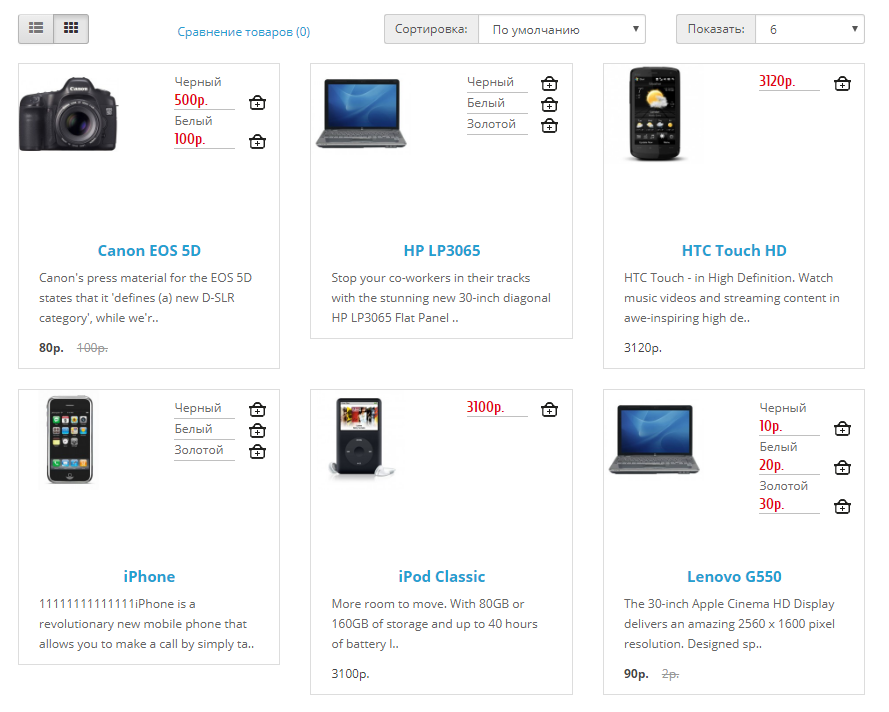 Сравнение товаров (0)
Сортировка:
По умолчанию
Показать:
6
Черный
500р.
Белый
100р.
Canon EOS 5D
Canon's press material for the EOS 5D
states that it 'defines (a) new D-SLR
category', while we'r..
80р. 100р.
Черный
Белый
Золотой
HP LP3065
Stop your co-workers in their tracks
with the stunning new 30-inch diagonal
HP LP3065 Flat Panel ..
3120р.
HTC Touch HD
HTC Touch - in High Definition. Watch
music videos and streaming content in
awe-inspiring high de..
3120р.
Черный
Белый
Золотой
iPhone
11111111111111iPhone is a
revolutionary new mobile phone that
allows you to make a call by simply ta..
3100р.
iPod Classic
More room to move. With 80GB or
160GB of storage and up to 40 hours
of battery l..
3100р.
Черный
10р.
Белый
20р.
Золотой
30р.
Lenovo G550
The 30-inch Apple Cinema HD Display
delivers an amazing 2560 x 1600 pixel
resolution. Designed sp..
90р. 2р.